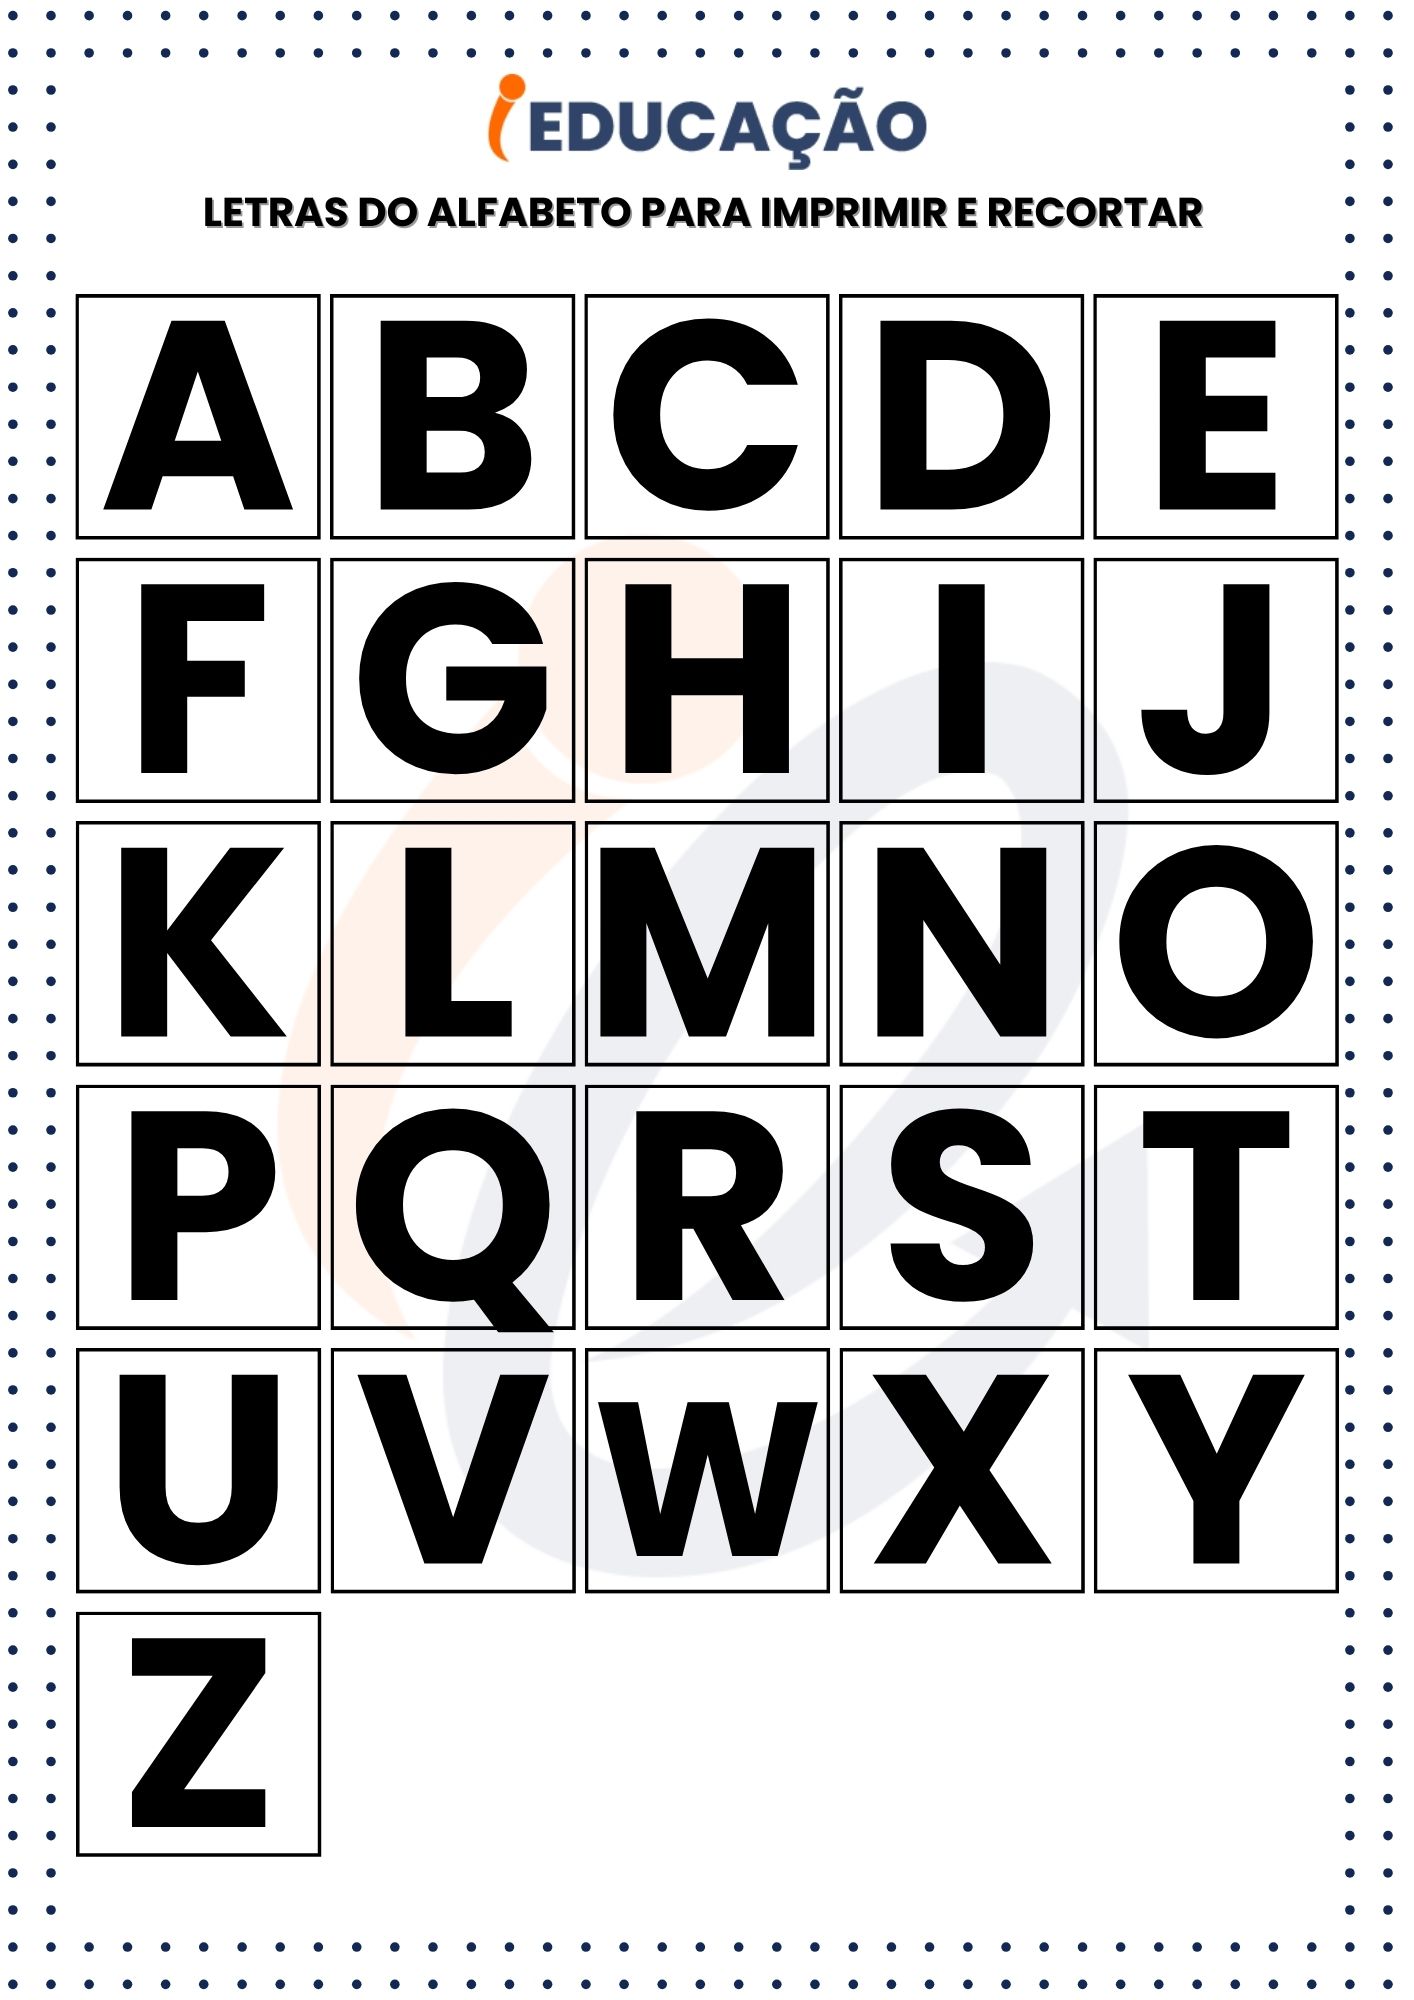 iEDUCAÇÃO
LETRAS DO ALFABETO PARA IMPRIMIR E RECORTAR
A B C D E
F G H I J
K L M N O
P Q R S T
U V W X Y
Z